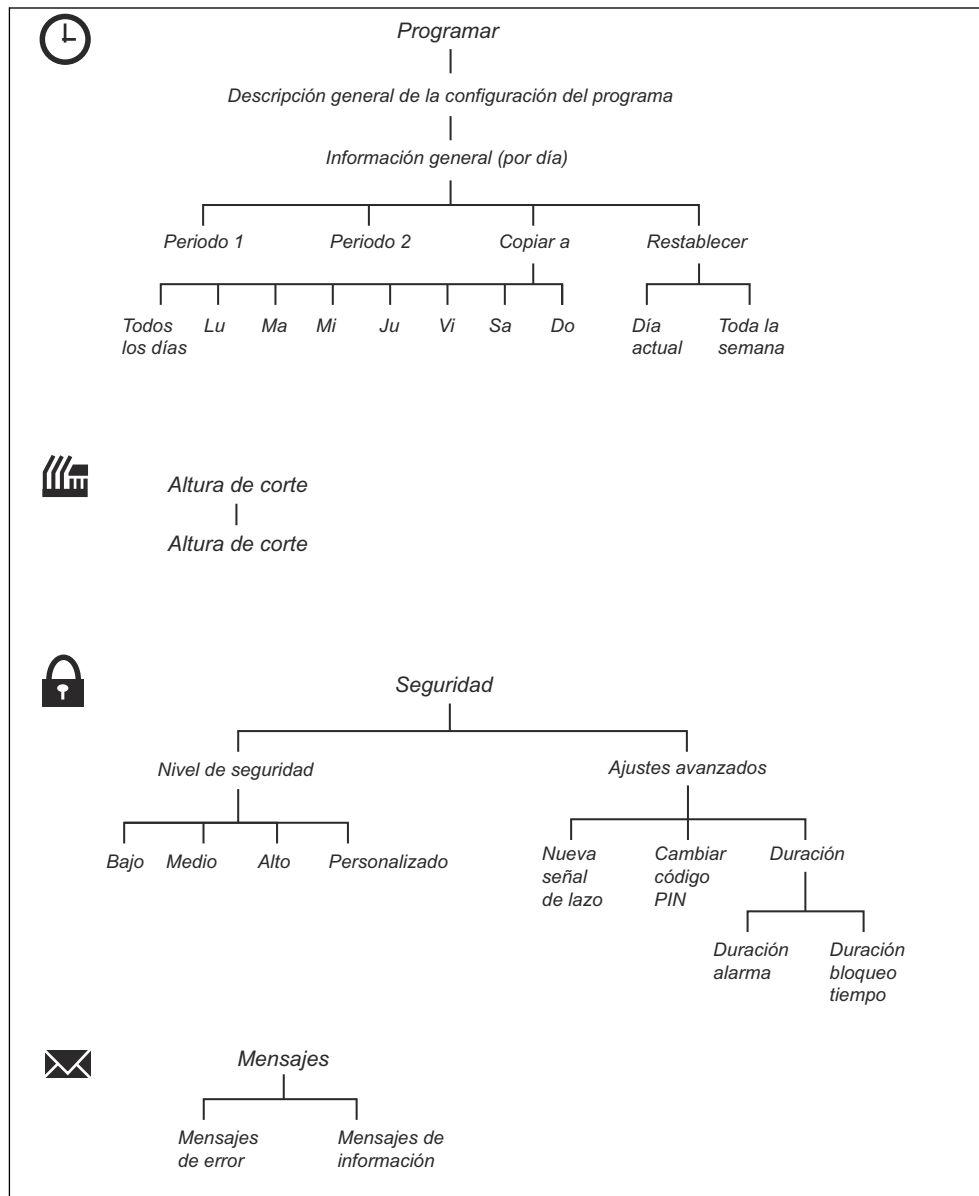 Programar
Descripción general de la configuración del programa
Información general (por día)
Periodo 1 Periodo 2 Copiar a Restablecer
Todos los días Lu Ma Mi Ju Vi Sa Do Día actual Toda la semana
Altura de corte
Altura de corte
Seguridad
Nivel de seguridad Ajustes avanzados
Bajo Medio Alto Personalizado Nueva señal de lazo Cambiar código PIN Duración
Duración alarma Duración bloqueo tiempo
Mensajes
Mensajes de error Mensajes de información